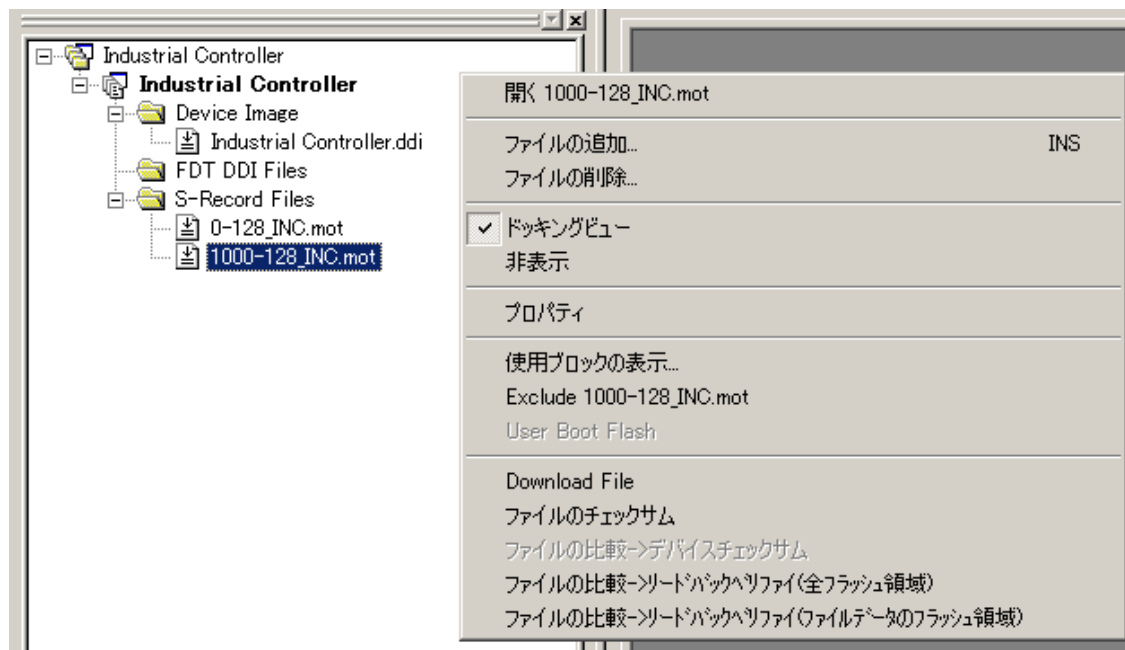 Industrial Controller
Industrial Controller
Device Image
Industrial Controller.ddi
FDT DDI Files
S-Record Files
0-128_INC.mot
1000-128_INC.mot
開く 1000-128_INC.mot
ファイルの追加... INS
ファイルの削除...
ドッキングビュー
非表示
プロパティ
使用ブロックの表示...
Exclude 1000-128_INC.mot
User Boot Flash
Download File
ファイルのチェックサム
ファイルの比較->デバイスチェックサム
ファイルの比較->リードバックベリファイ(全フラッシュ領域)
ファイルの比較->リードバックベリファイ(ファイルデータのフラッシュ領域)